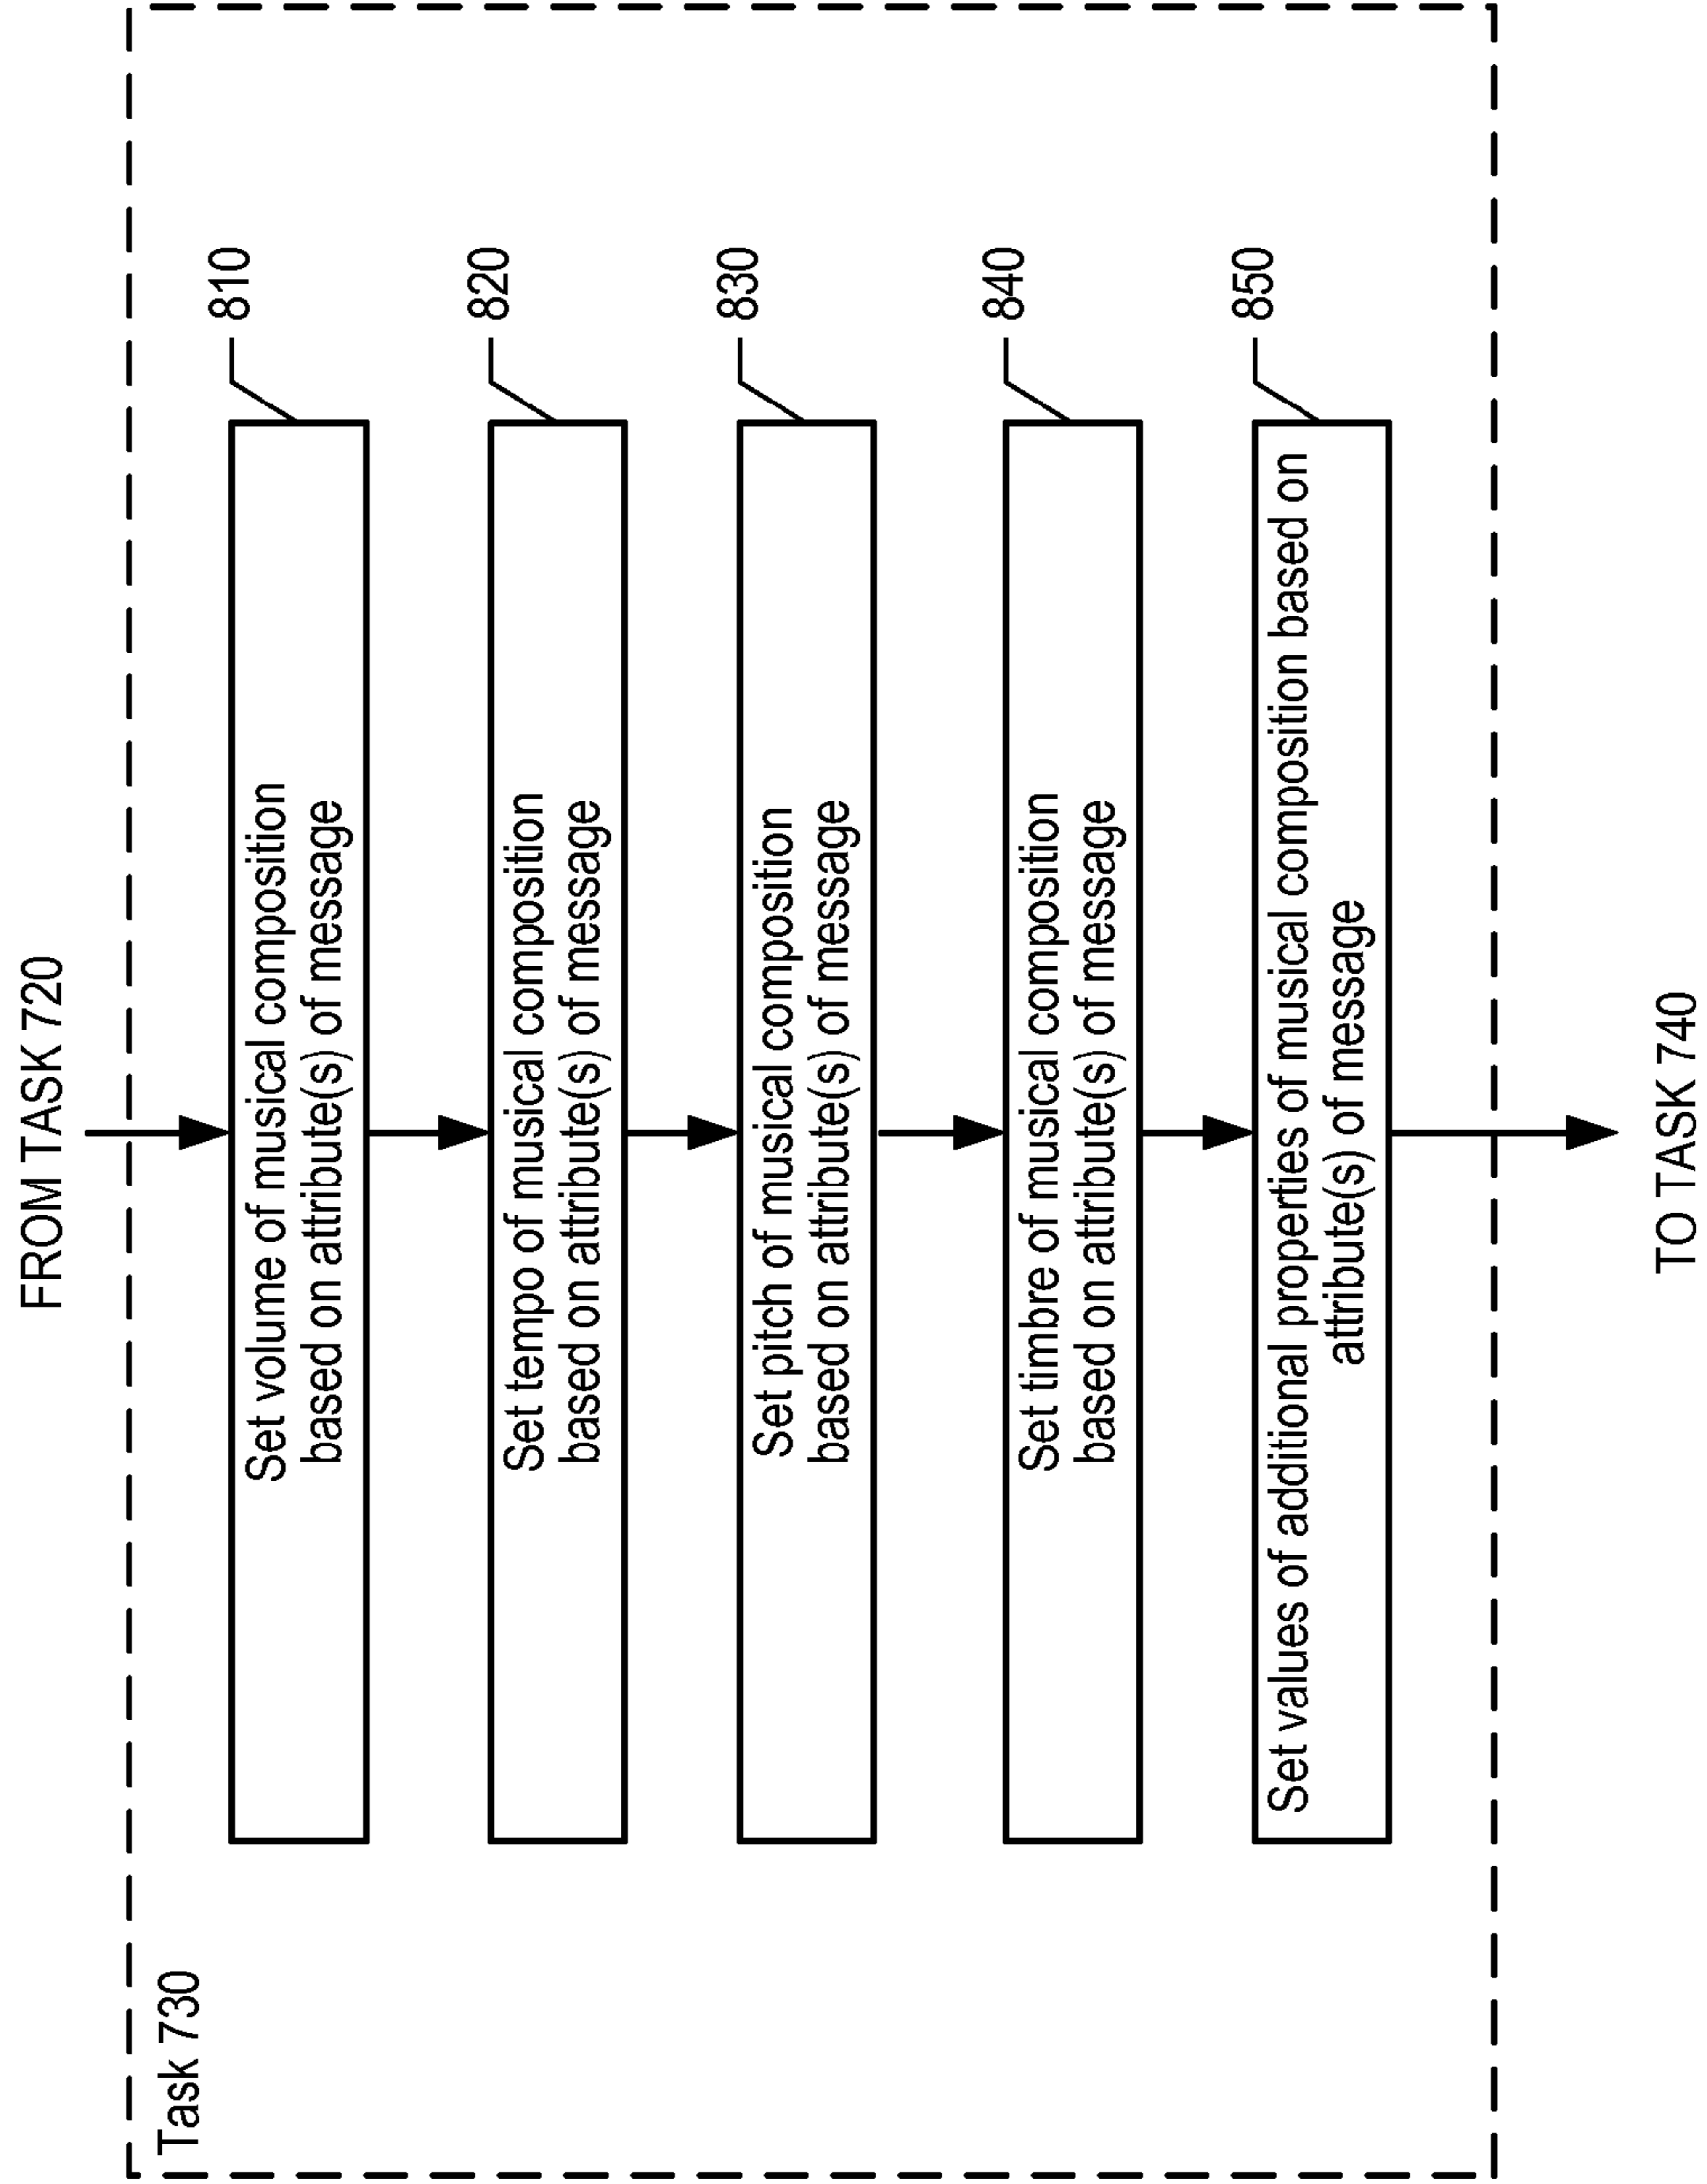 FROM TASK 720
Task 730
810
Set volume of musical composition
based on attribute(s) of message
820
Set tempo of musical composition
based on attribute(s) of message
830
Set pitch of musical composition
based on attribute(s) of message
840
Set timbre of musical composition
based on attribute(s) of message
850
Set values of additional properties of musical composition based on
attribute(s) of message
TO TASK 740